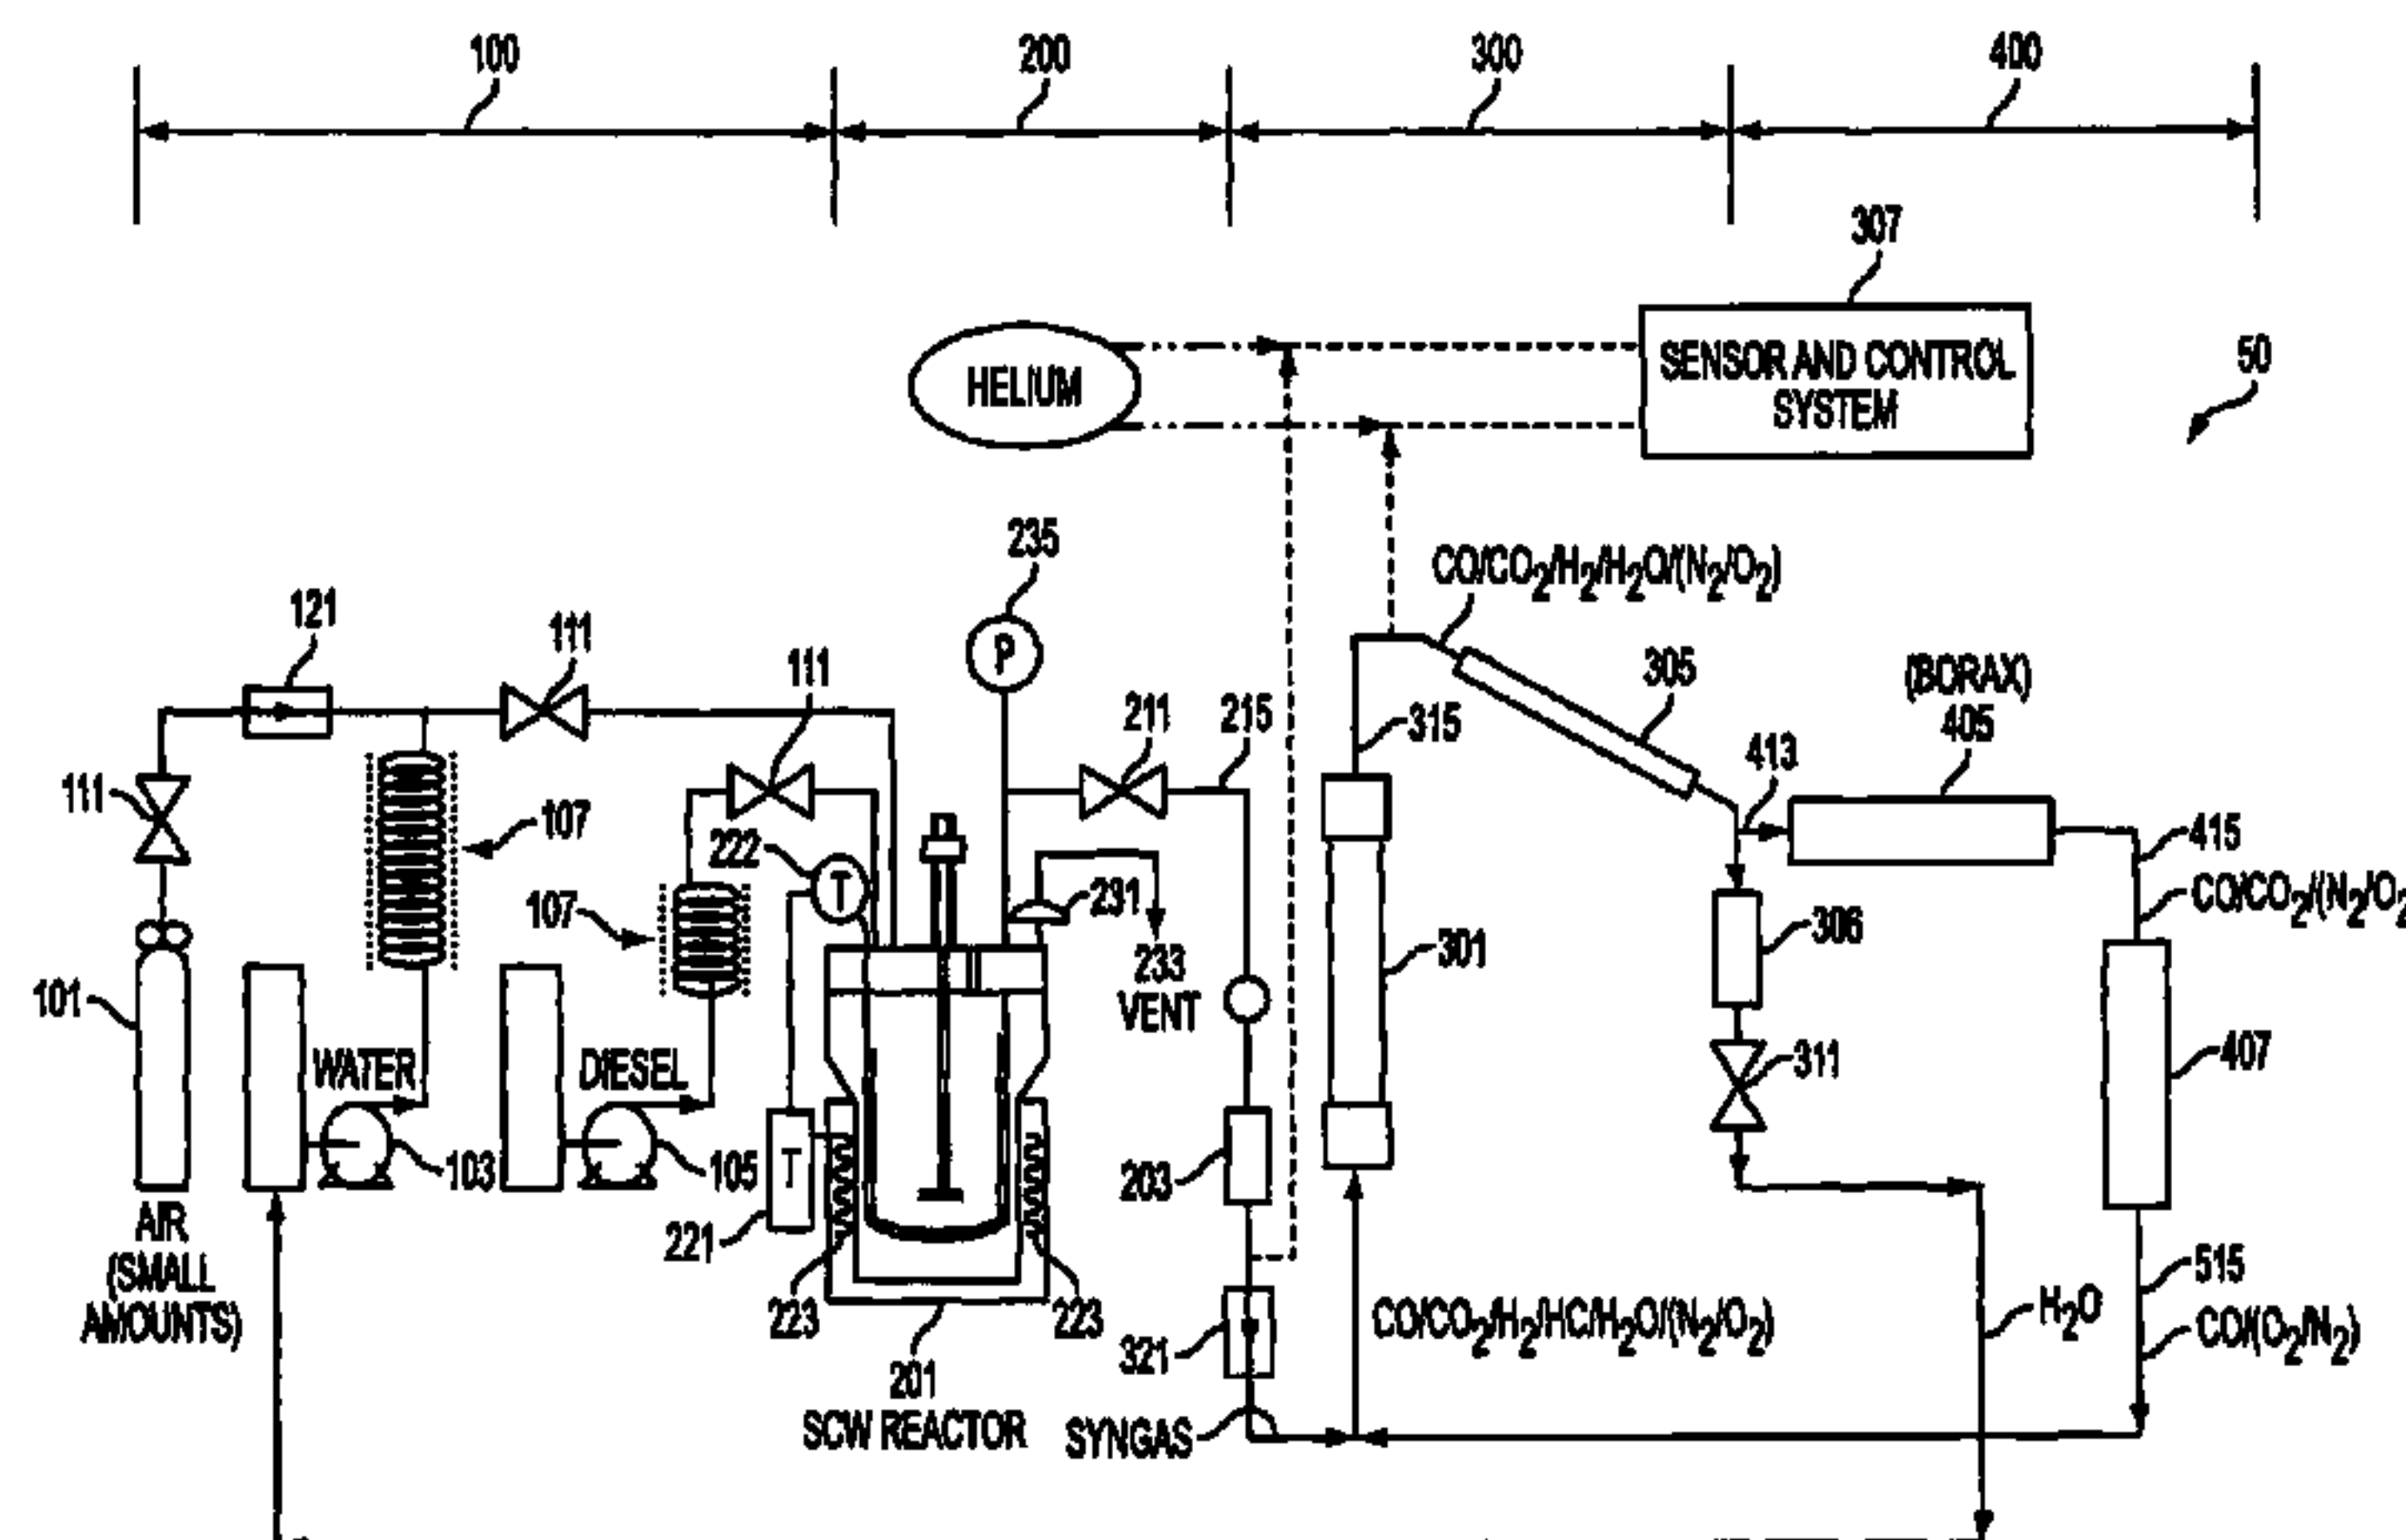 100
200
300
400
307
HELIUM
SENSOR AND CONTROL
SYSTEM
50
235
P
CO/CO2/H2/H2O/(N2/O2)
121
111
111
211
215
315
305
(BORAX)
405
413
111
107
222
T
107
231
233
VENT
301
306
415
CO/CO2/(N2/O2
101
WATER
DIESEL
311
407
103
105
T
203
AIR
(SMALL
AMOUNTS)
221
223
223
201
SCW REACTOR
321
SYNGAS
CO/CO2/H2/HC/H2O/(N2/O2)
515
H2O
CO/(O2/N2)